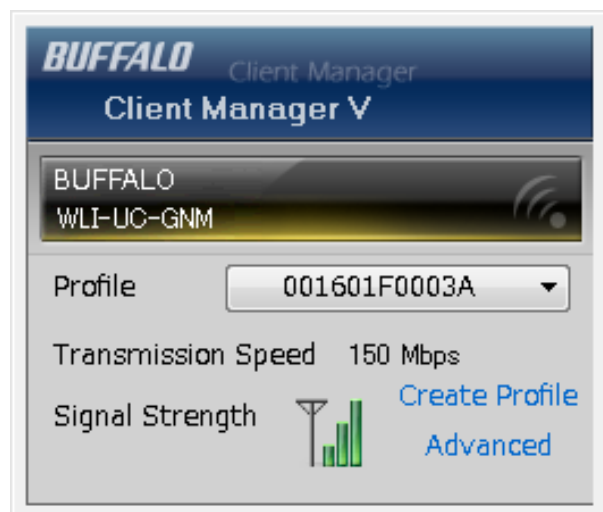 BUFFALO Client Manager
Client Manager V
BUFFALO
WLI-UC-GNM
Profile 001601F0003A
Transmission Speed 150 Mbps
Signal Strength Create Profile
Advanced